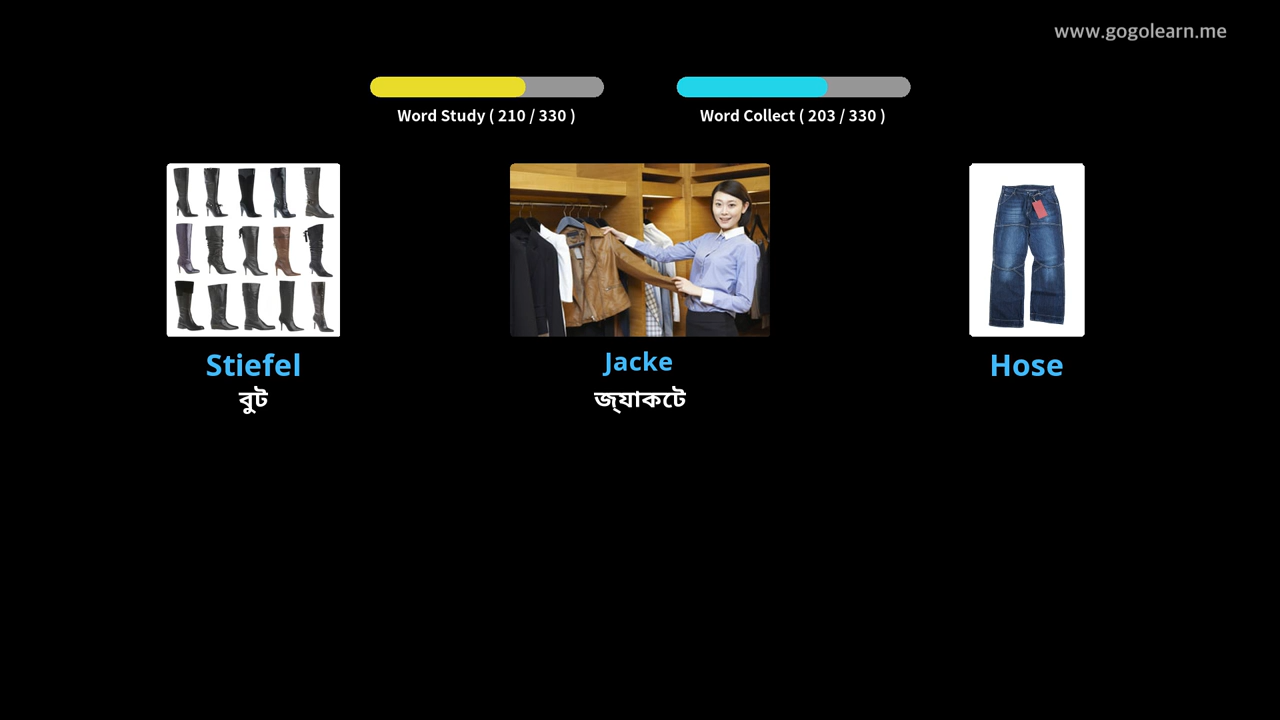 www.gogolearn.me
Word Study ( 210 / 330 )
Word Collect ( 203 / 330 )
Stiefel
Jacke
Hose
বুট
জ্যাকটে